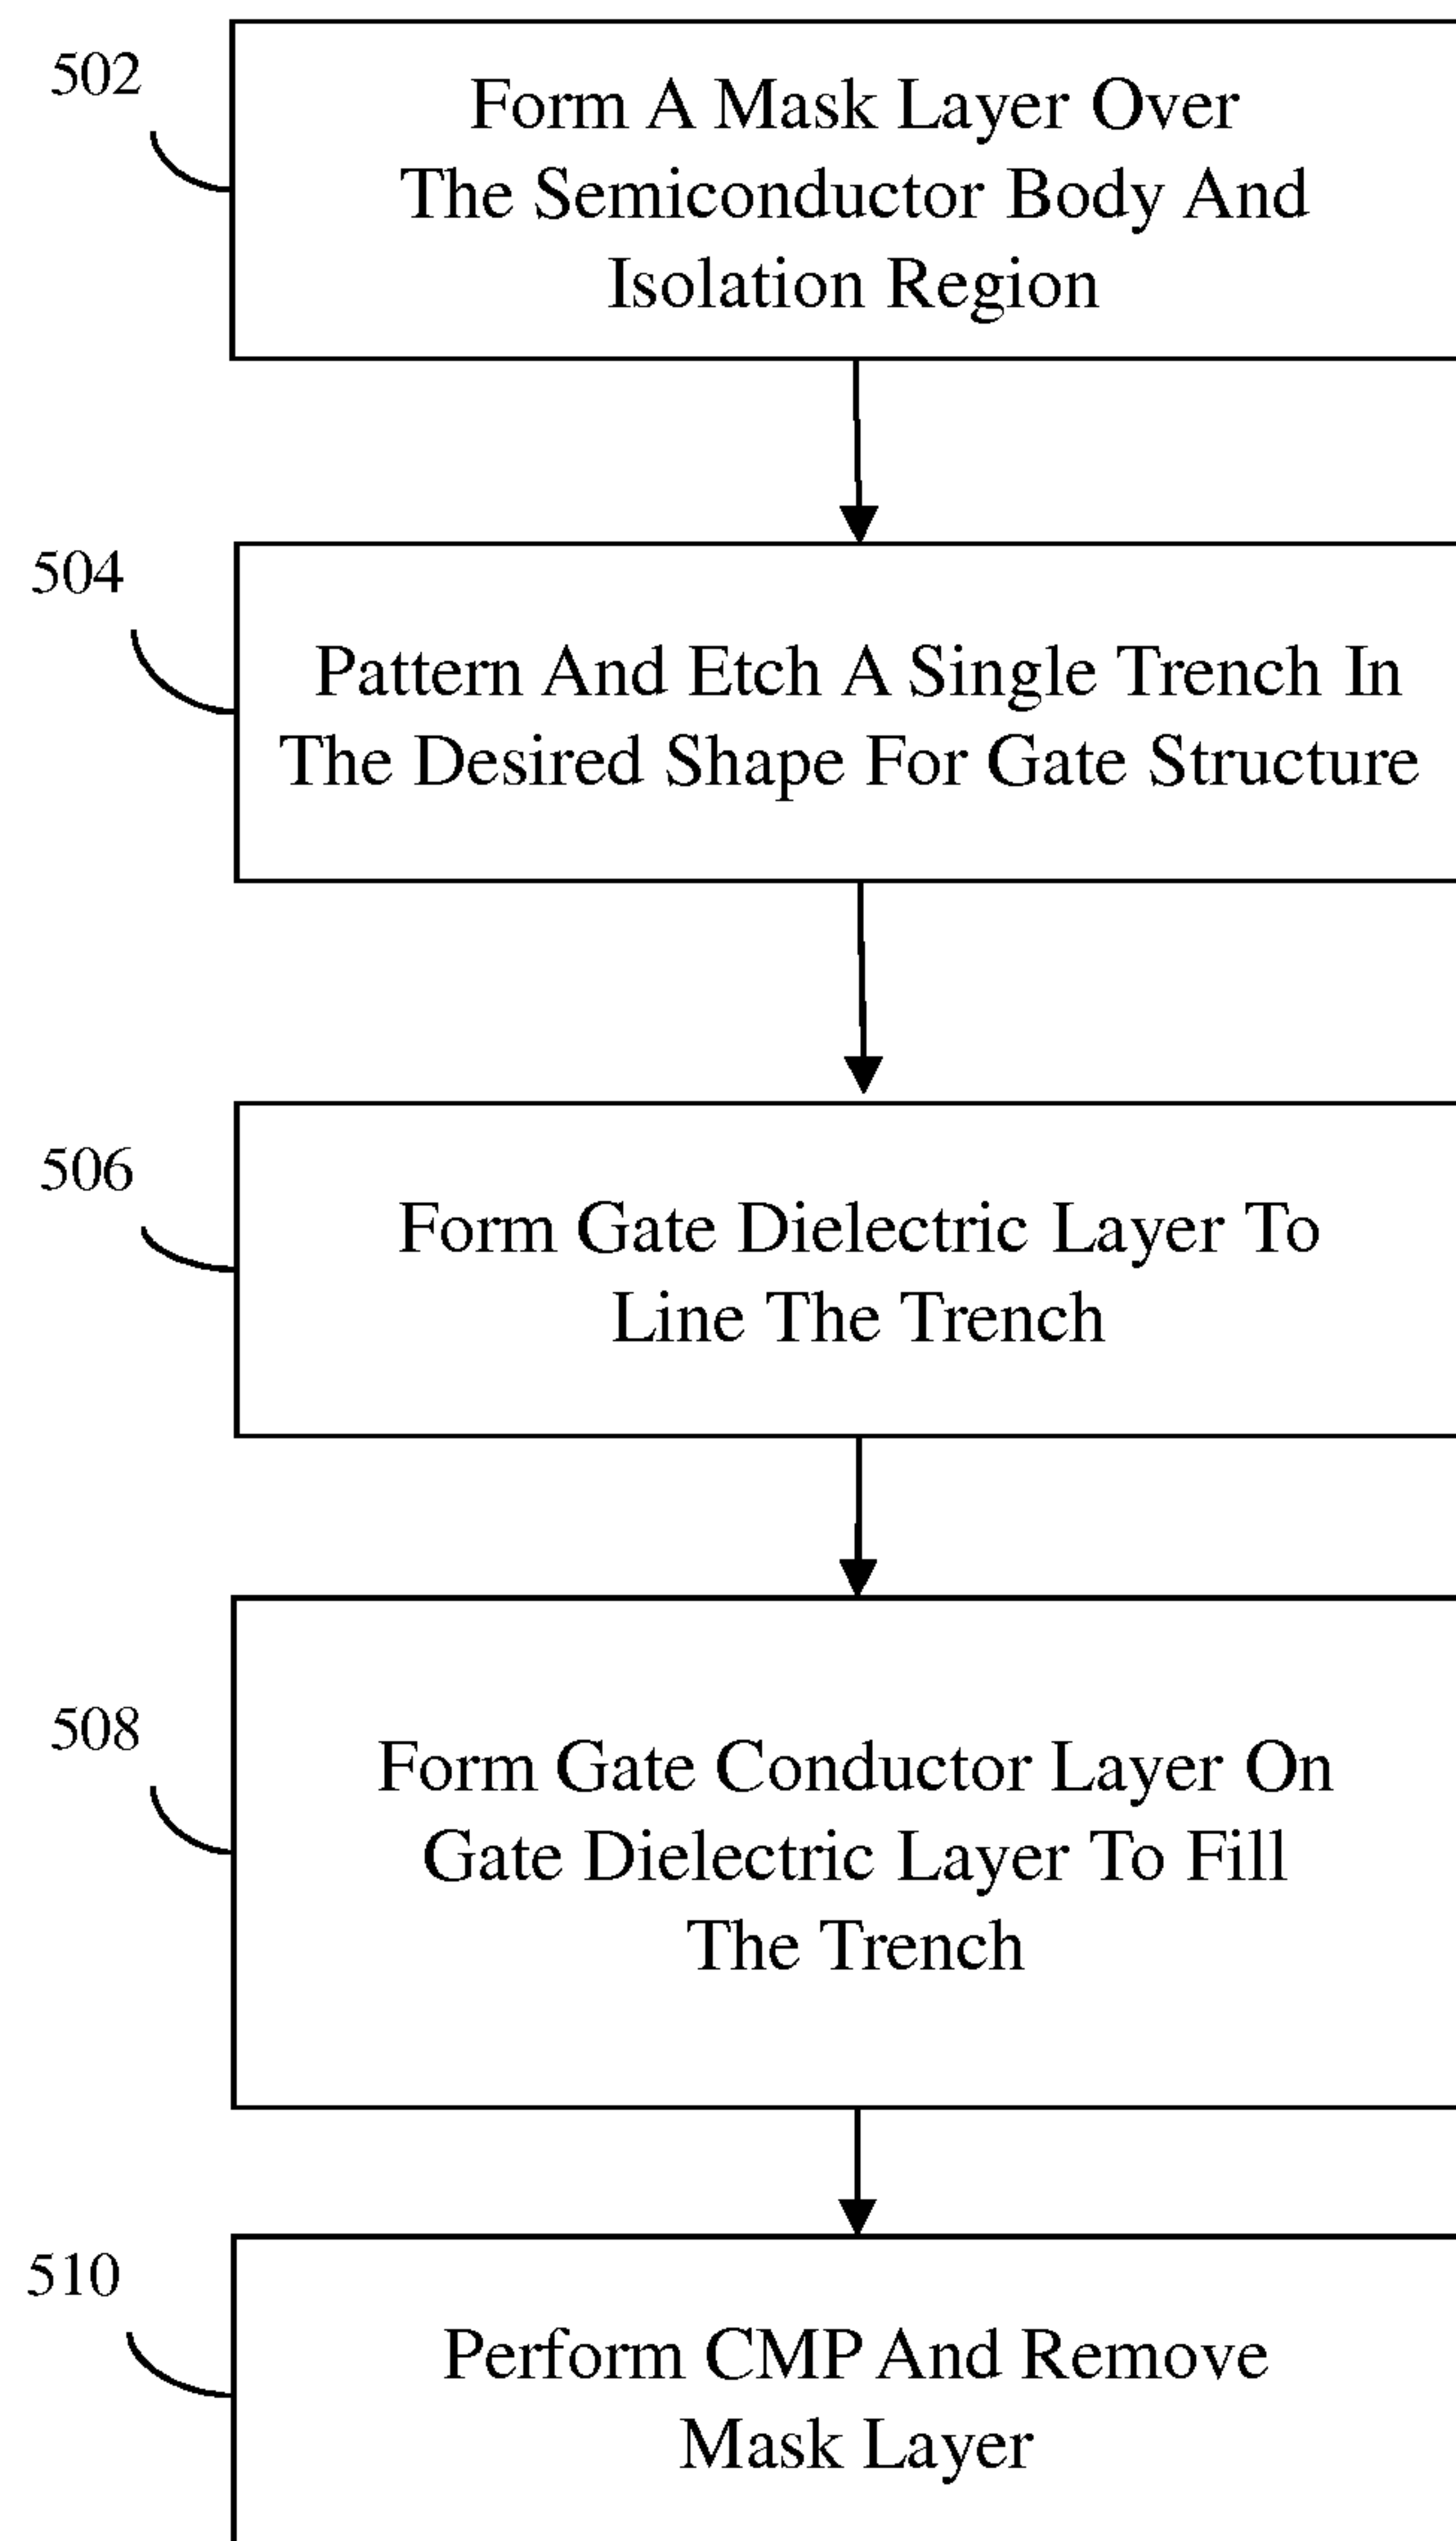 502
Form A Mask Layer Over
The Semiconductor Body And
Isolation Region
504
Pattern And Etch A Single Trench In
The Desired Shape For Gate Structure
506
Form Gate Dielectric Layer To
Line The Trench
508
Form Gate Conductor Layer On
Gate Dielectric Layer To Fill
The Trench
510
Perform CMP And Remove
Mask Layer